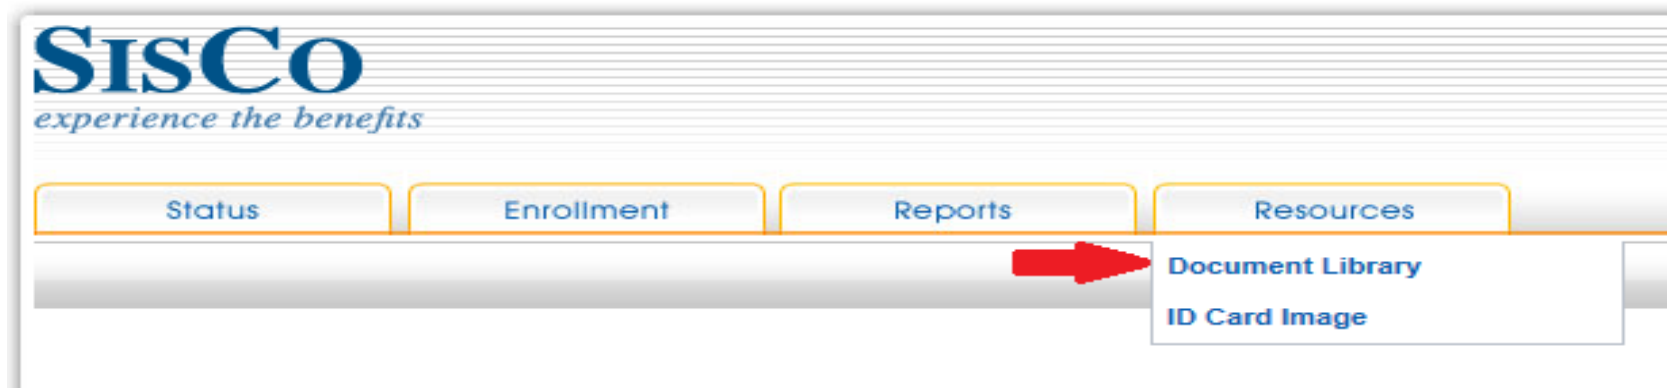 SISCO
experience the benefits
Status Enrollment Reports Resources
Document Library
ID Card Image